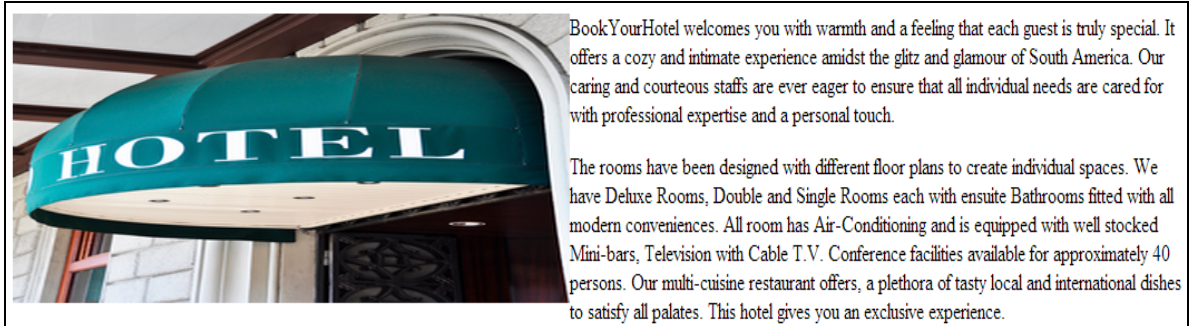 HOTEL
BookYourHotel welcomes you with warmth and a feeling that each guest is truly special. It
offers a cozy and intimate experience amidst the glitz and glamour of South America. Our
caring and courteous staffs are ever eager to ensure that all individual needs are cared for
with professional expertise and a personal touch.
The rooms have been designed with different floor plans to create individual spaces. We
have Deluxe Rooms, Double and Single Rooms each with ensuite Bathrooms fitted with all
modern conveniences. All room has Air-Conditioning and is equipped with well stocked
Mini-bars, Television with Cable T.V. Conference facilities available for approximately 40
persons. Our multi-cuisine restaurant offers, a plethora of tasty local and international dishes
to satisfy all palates. This hotel gives you an exclusive experience.